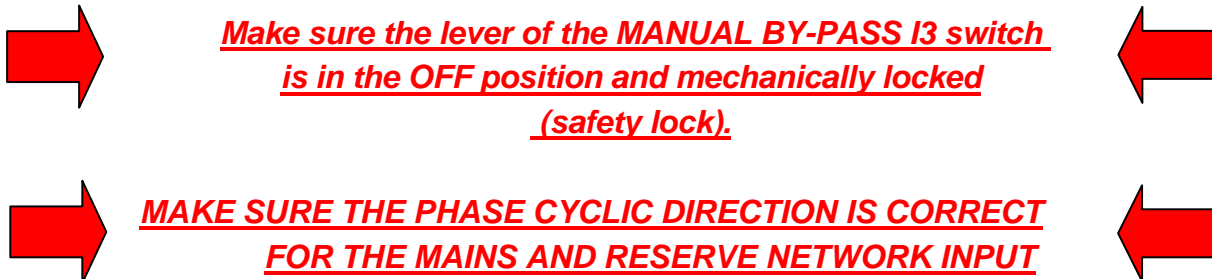 Make sure the lever of the MANUAL BY-PASS I3 switch
is in the OFF position and mechanically locked
(safety lock).
MAKE SURE THE PHASE CYCLIC DIRECTION IS CORRECT
FOR THE MAINS AND RESERVE NETWORK INPUT